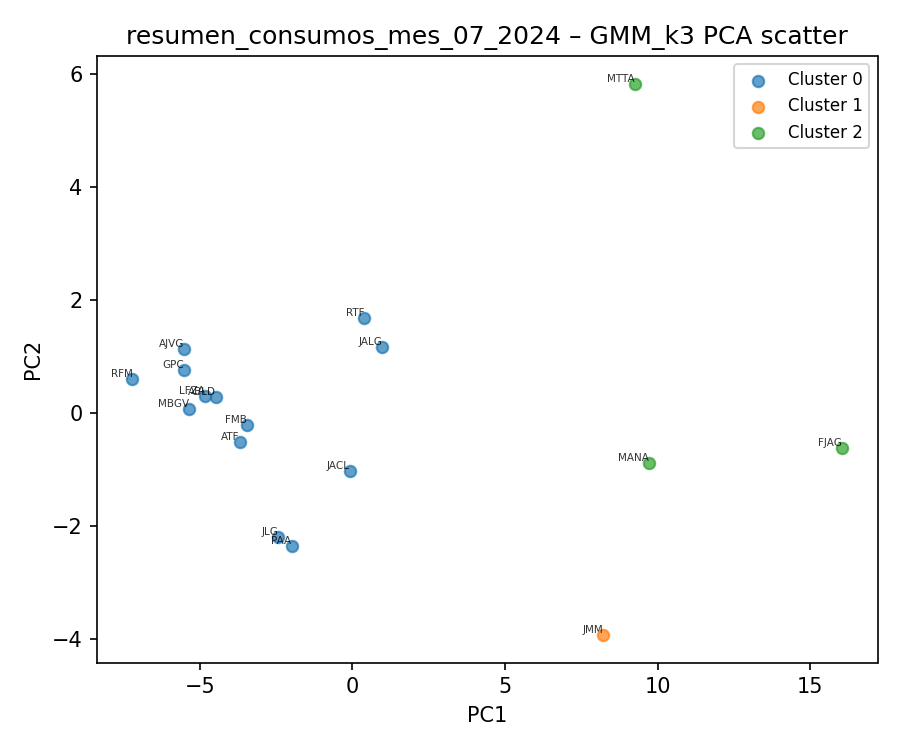 resumen_consumos_mes_07_2024 – GMM_k3 PCA scatter
Cluster 0
Cluster 1
Cluster 2
MTTA
RTF
JALG
AJVG
GPC
RFM
MBGV
FMB
ATF
JACL
JLG
PAA
MANA
FJAG
JMM
6
4
2
0
−2
−4
PC2
−5
0
5
10
15
PC1